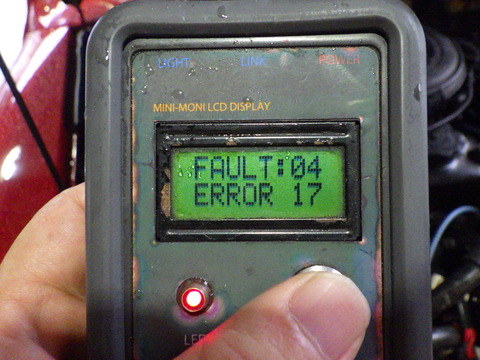 LIGHT LINK POWER
MINI-MONI LCD DISPLAY
FAULT:04
ERROR 17